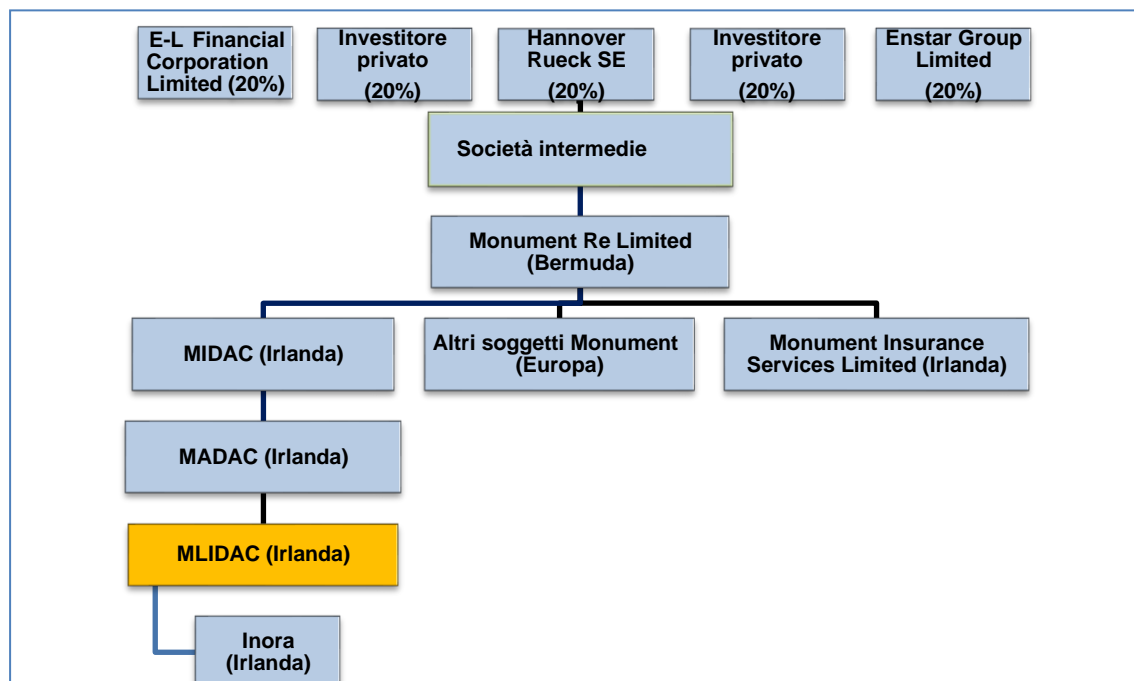 E-L Financial
Corporation
Limited (20%)
Investitore
privato
(20%)
Hannover
Rueck SE
(20%)
Investitore
privato
(20%)
Enstar Group
Limited
(20%)
Società intermedie
Monument Re Limited
(Bermuda)
MIDAC (Irlanda)
Altri soggetti Monument
(Europa)
Monument Insurance
Services Limited (Irlanda)
MADAC (Irlanda)
MLIDAC (Irlanda)
Inora
(Irlanda)